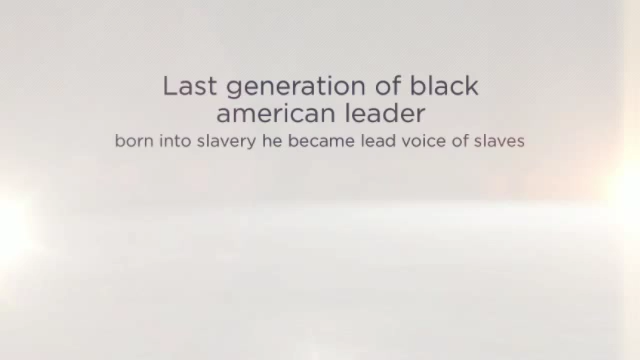 Last generation of black
american leader
born into slavery he became lead voice of slaves